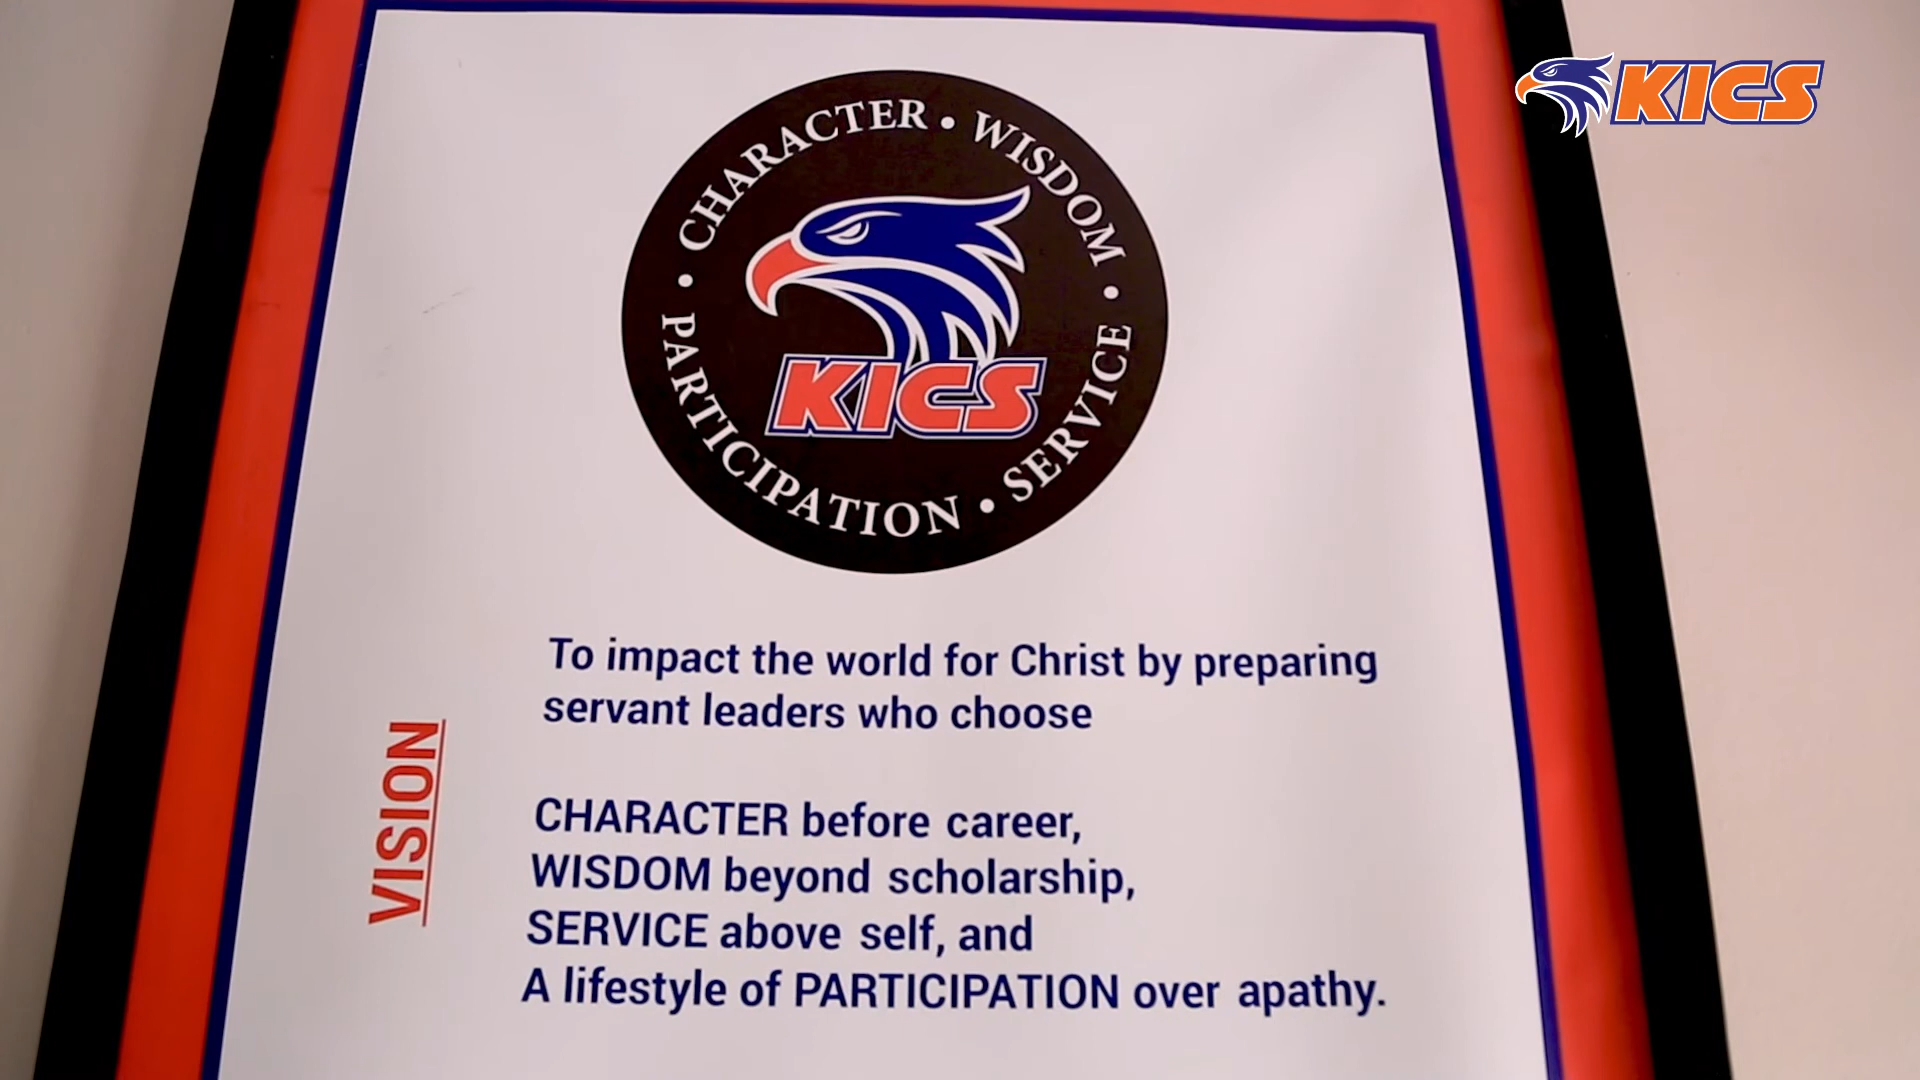 KICS
CHARACTER • WISDOM • SERVICE • PARTICIPATION •
KICS
VISION
To impact the world for Christ by preparing
servant leaders who choose
CHARACTER before career,
WISDOM beyond scholarship,
SERVICE above self, and
A lifestyle of PARTICIPATION over apathy.